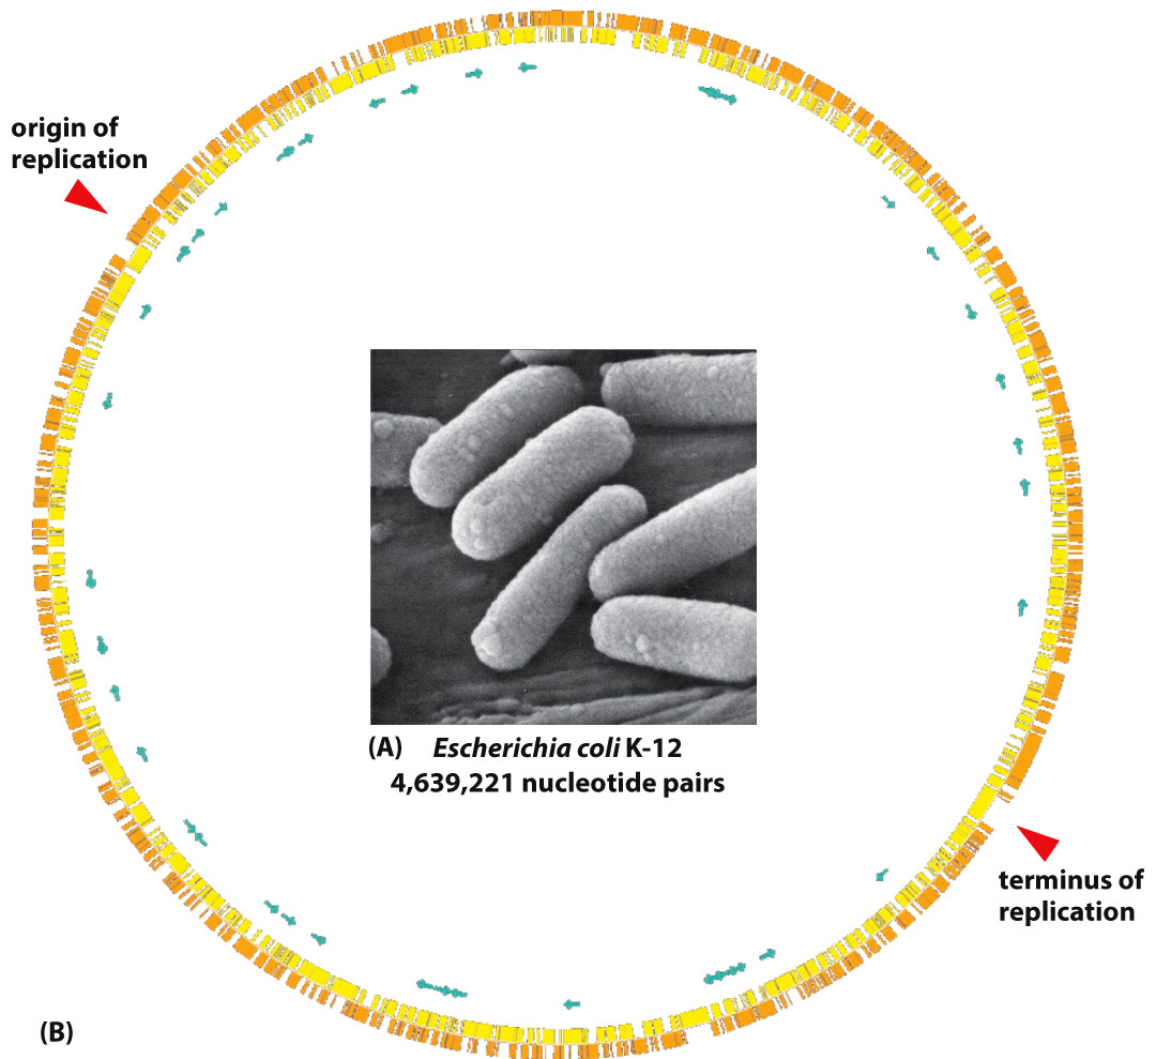 origin of
replication
(A) Escherichia coli K-12
4,639,221 nucleotide pairs
terminus of
replication
(B)